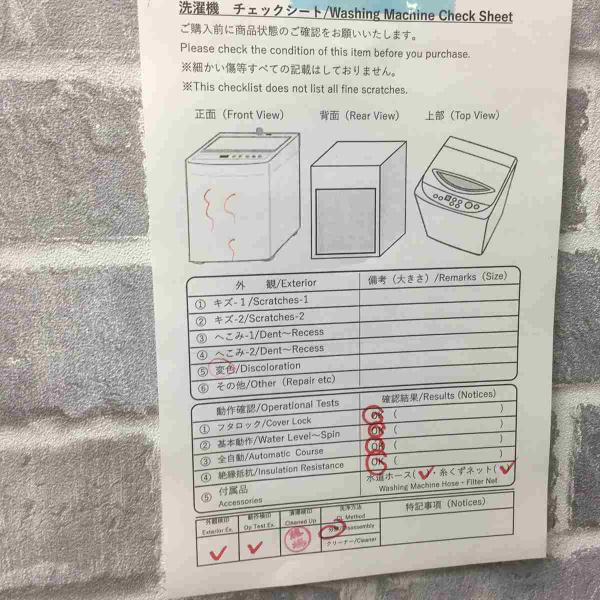 洗濯機 チェックシート/Washing Machine Check Sheet
ご購入前に商品状態のご確認をお願いいたします。
Please check the condition of this item before you purchase.
※細かい傷等すべての記載はしておりません。
※This checklist does not list all fine scratches.
正面（Front View） 背面（Rear View） 上部（Top View）
外 観/Exterior 備考（大きさ）/Remarks（Size）
① キズ-1/Scratches-1
② キズ-2/Scratches-2
③ へこみ-1/Dent～Recess
④ へこみ-2/Dent～Recess
⑤ 変色/Discoloration
⑥ その他/Other（Repair etc）
動作確認/Operational Tests 確認結果/Results (Notices)
① フタロック/Cover Lock OK ( )
② 基本動作/Water Level～Spin OK ( )
③ 全自動/Automatic Course OK ( )
④ 絶縁抵抗/Insulation Resistance OK ( )
⑤ 付属品 水道ホース( ・糸くずネット( )
Accessories Washing Machine Hose・Filter Net
外観検印 動作検印 清掃検印 洗浄方法 特記事項（Notices）
Exterior Ex. Op Test Ex. Cleaned Up Method
分解/Disassembly
クリーナー/Cleaner